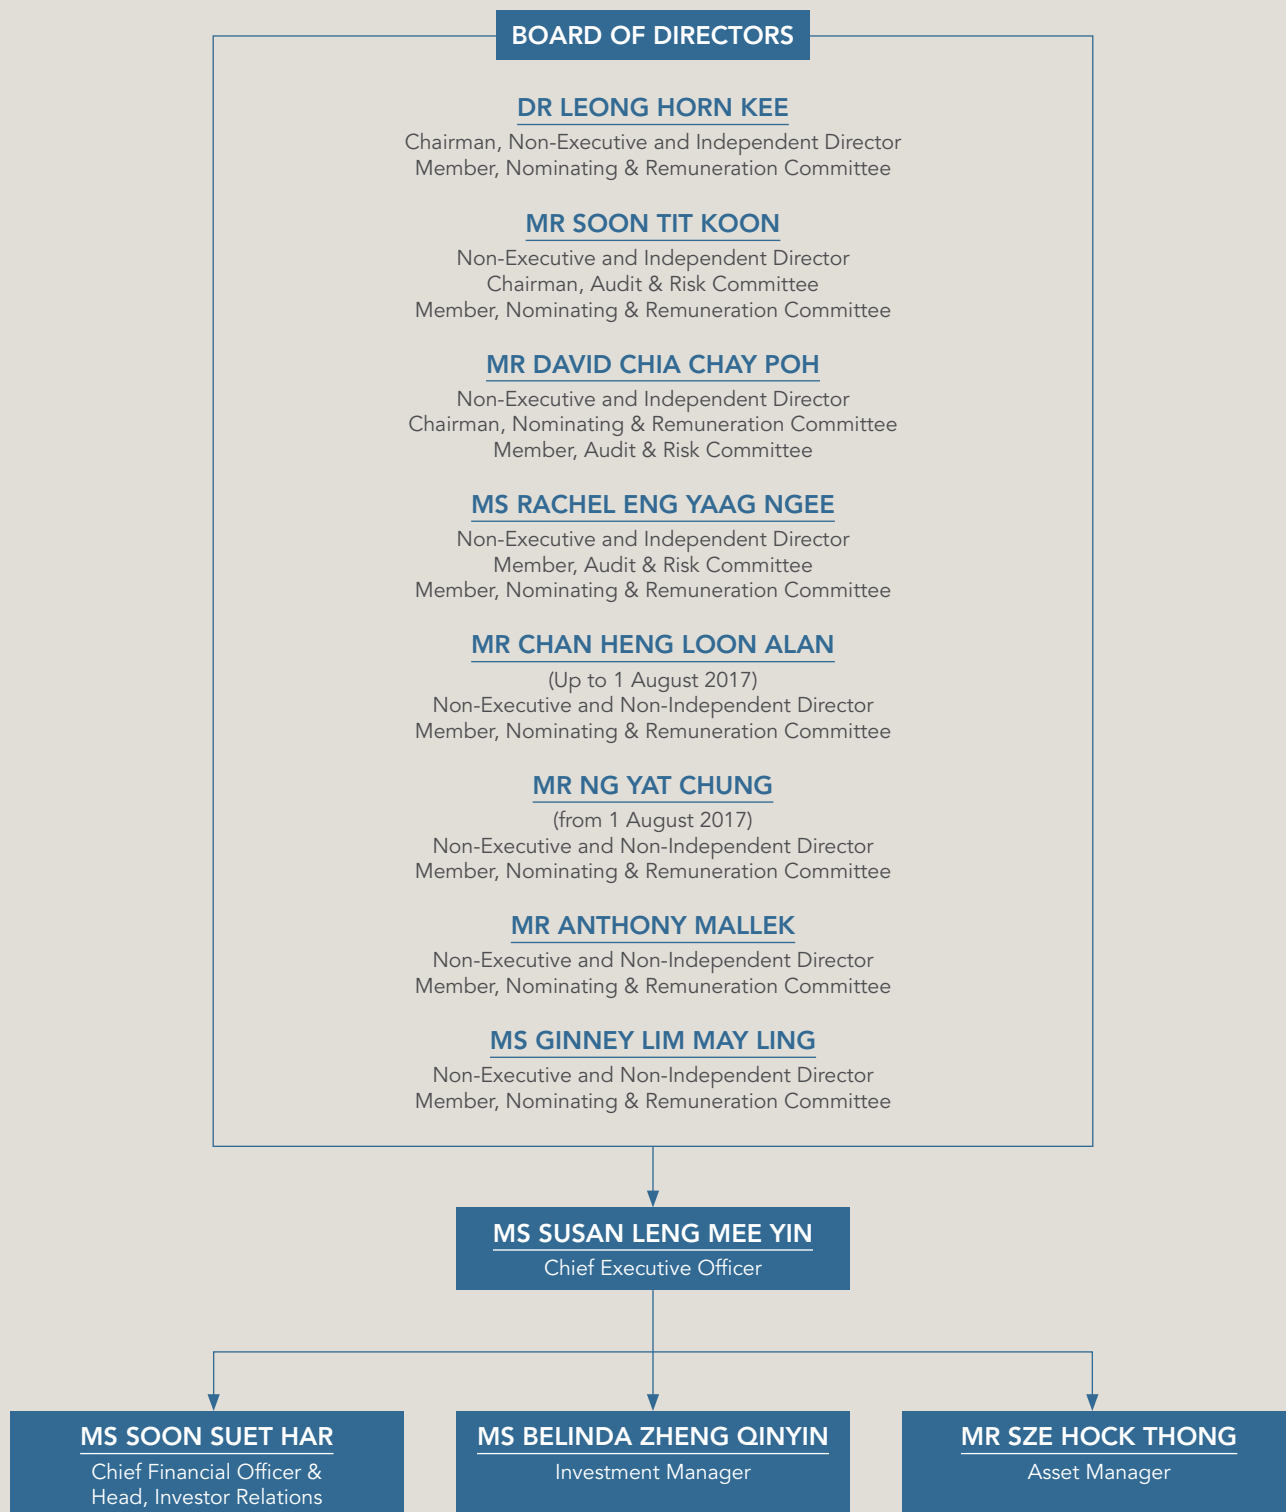 BOARD OF DIRECTORS
DR LEONG HORN KEE
Chairman, Non-Executive and Independent Director
Member, Nominating & Remuneration Committee
MR SOON TIT KOON
Non-Executive and Independent Director
Chairman, Audit & Risk Committee
Member, Nominating & Remuneration Committee
MR DAVID CHIA CHAY POH
Non-Executive and Independent Director
Chairman, Nominating & Remuneration Committee
Member, Audit & Risk Committee
MS RACHEL ENG YAAG NGEE
Non-Executive and Independent Director
Member, Audit & Risk Committee
Member, Nominating & Remuneration Committee
MR CHAN HENG LOON ALAN
(Up to 1 August 2017)
Non-Executive and Non-Independent Director
Member, Nominating & Remuneration Committee
MR NG YAT CHUNG
(from 1 August 2017)
Non-Executive and Non-Independent Director
Member, Nominating & Remuneration Committee
MR ANTHONY MALLEK
Non-Executive and Non-Independent Director
Member, Nominating & Remuneration Committee
MS GINNEY LIM MAY LING
Non-Executive and Non-Independent Director
Member, Nominating & Remuneration Committee
MS SUSAN LENG MEE YIN
Chief Executive Officer
MS SOON SUET HAR
Chief Financial Officer &
Head, Investor Relations
MS BELINDA ZHENG QINYIN
Investment Manager
MR SZE HOCK THONG
Asset Manager